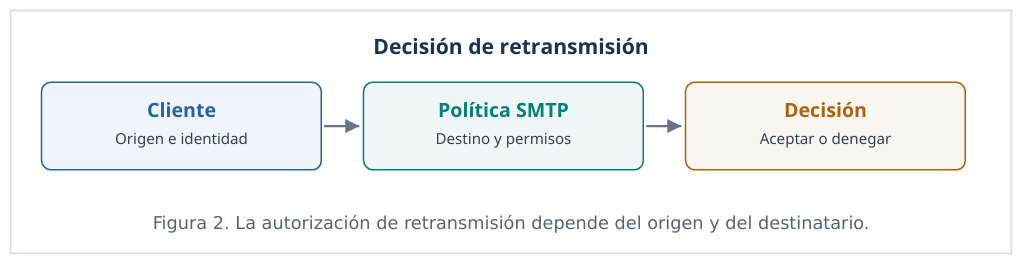 Decisión de retransmisión
Cliente
Origen e identidad
Política SMTP
Destino y permisos
Decisión
Aceptar o denegar
Figura 2. La autorización de retransmisión depende del origen y del destinatario.